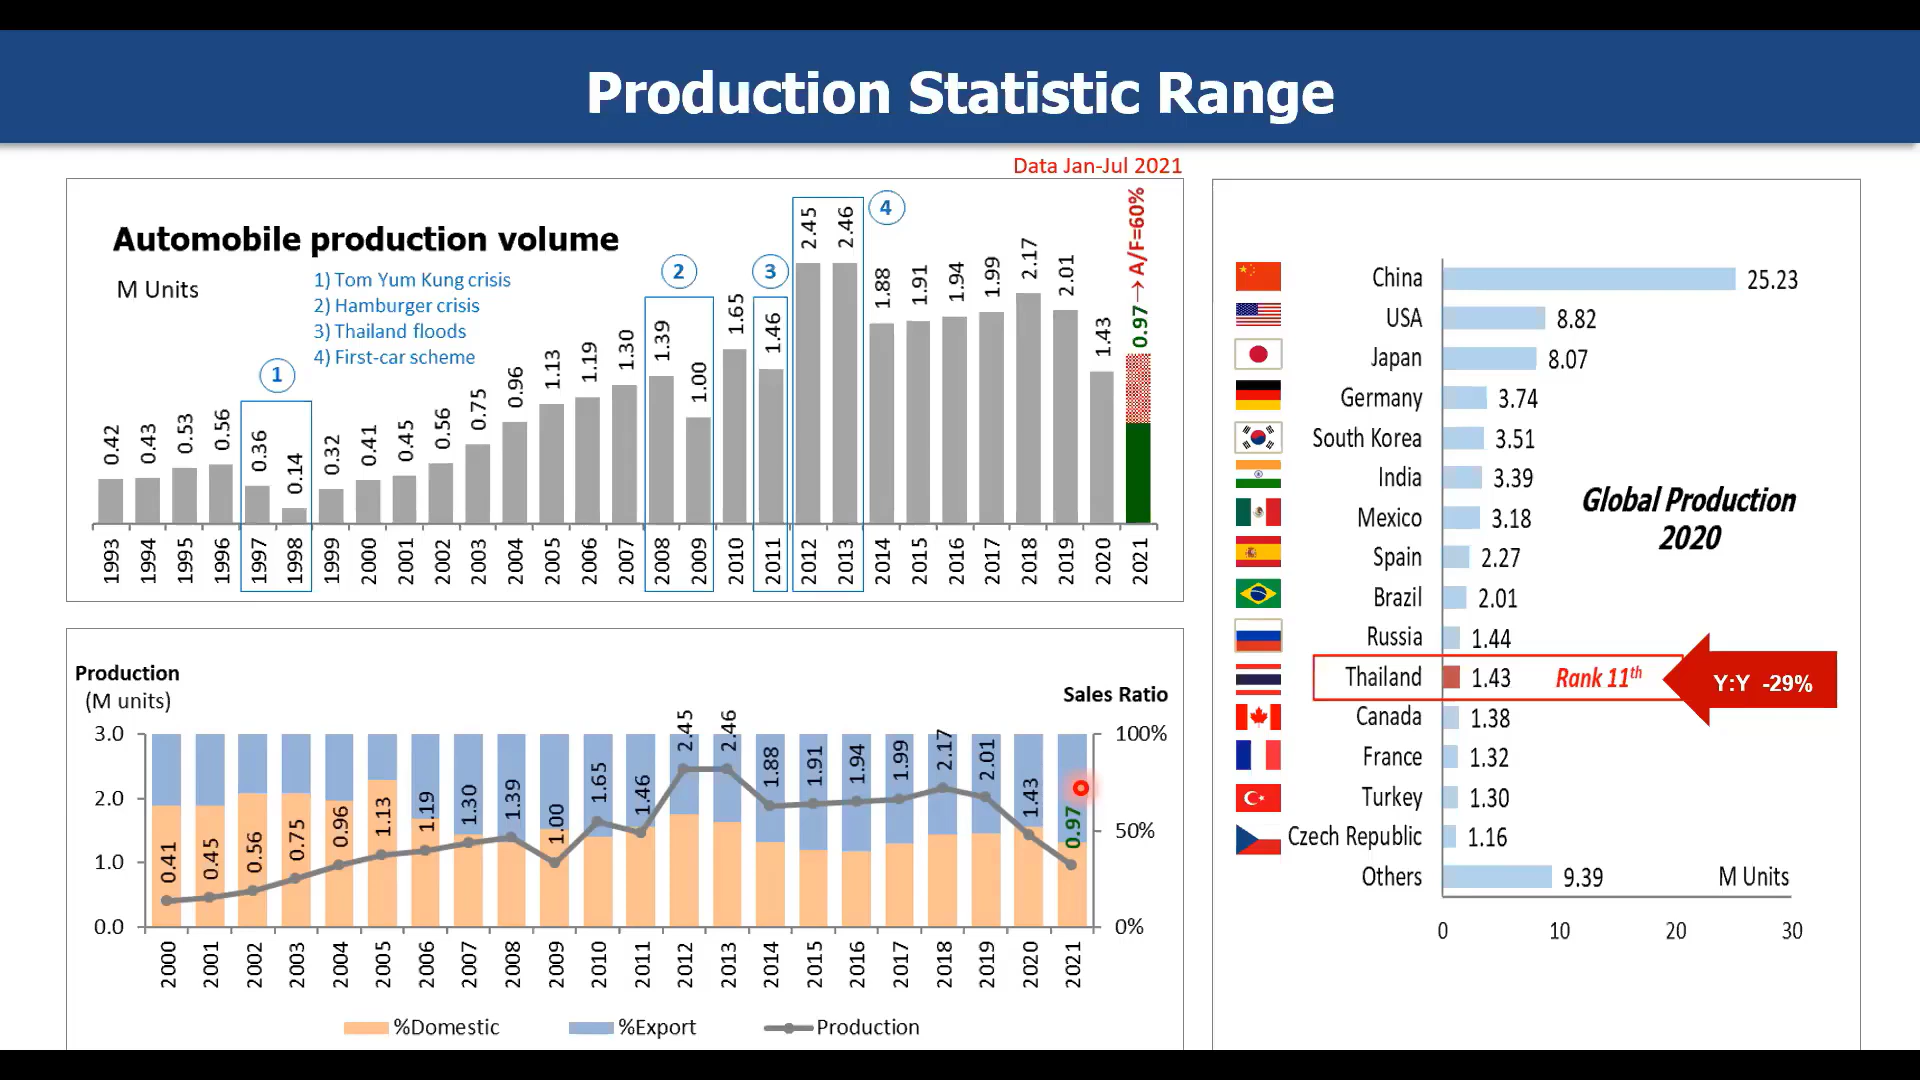 Production Statistic Range
Data Jan-Jul 2021
Automobile production volume
M Units
1) Tom Yum Kung crisis
2) Hamburger crisis
3) Thailand floods
4) First-car scheme
1
2
3
4
0.42 0.43 0.53 0.56 0.36 0.14 0.32 0.41 0.45 0.56 0.75 0.96 1.13 1.19 1.30 1.39 1.00 1.65 1.46 2.45 2.46 1.88 1.91 1.94 1.99 2.17 2.01 1.43 0.97→A/F=60%
1993 1994 1995 1996 1997 1998 1999 2000 2001 2002 2003 2004 2005 2006 2007 2008 2009 2010 2011 2012 2013 2014 2015 2016 2017 2018 2019 2020 2021
Production
(M units)
Sales Ratio
3.0
2.0
1.0
0.0
100%
50%
0%
0.41 0.45 0.56 0.75 0.96 1.13 1.19 1.30 1.39 1.00 1.65 1.46 2.45 2.46 1.88 1.91 1.94 1.99 2.17 2.01 1.43 0.97
2000 2001 2002 2003 2004 2005 2006 2007 2008 2009 2010 2011 2012 2013 2014 2015 2016 2017 2018 2019 2020 2021
%Domestic %Export Production
China 25.23
USA 8.82
Japan 8.07
Germany 3.74
South Korea 3.51
India 3.39
Mexico 3.18
Spain 2.27
Brazil 2.01
Russia 1.44
Thailand 1.43 Rank 11th
Y:Y -29%
Canada 1.38
France 1.32
Turkey 1.30
Czech Republic 1.16
Others 9.39 M Units
0 10 20 30
Global Production
2020